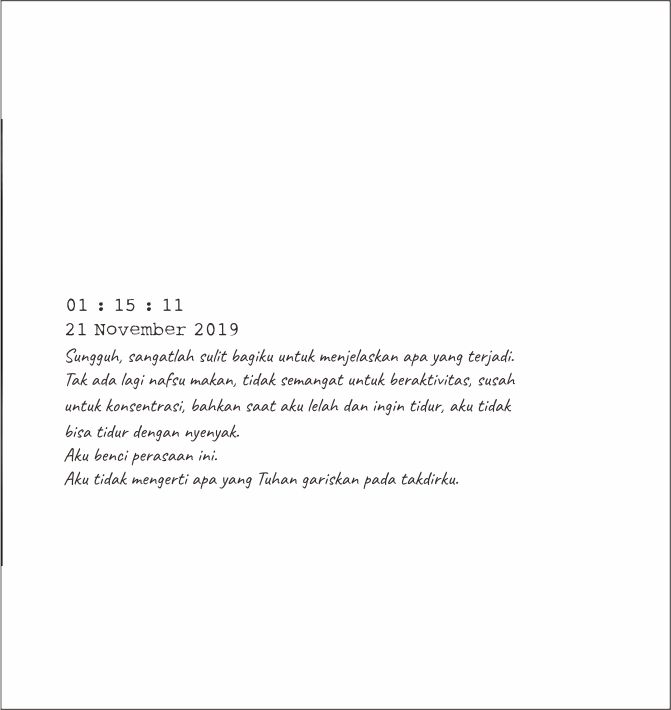 01 : 15 : 11
21 November 2019
Sungguh, sangatlah sulit bagiku untuk menjelaskan apa yang terjadi.
Tak ada lagi nafsu makan, tidak semangat untuk beraktivitas, susah
untuk konsentrasi, bahkan saat aku lelah dan ingin tidur, aku tidak
bisa tidur dengan nyenyak.
Aku benci perasaan ini.
Aku tidak mengerti apa yang Tuhan gariskan pada takdirku.